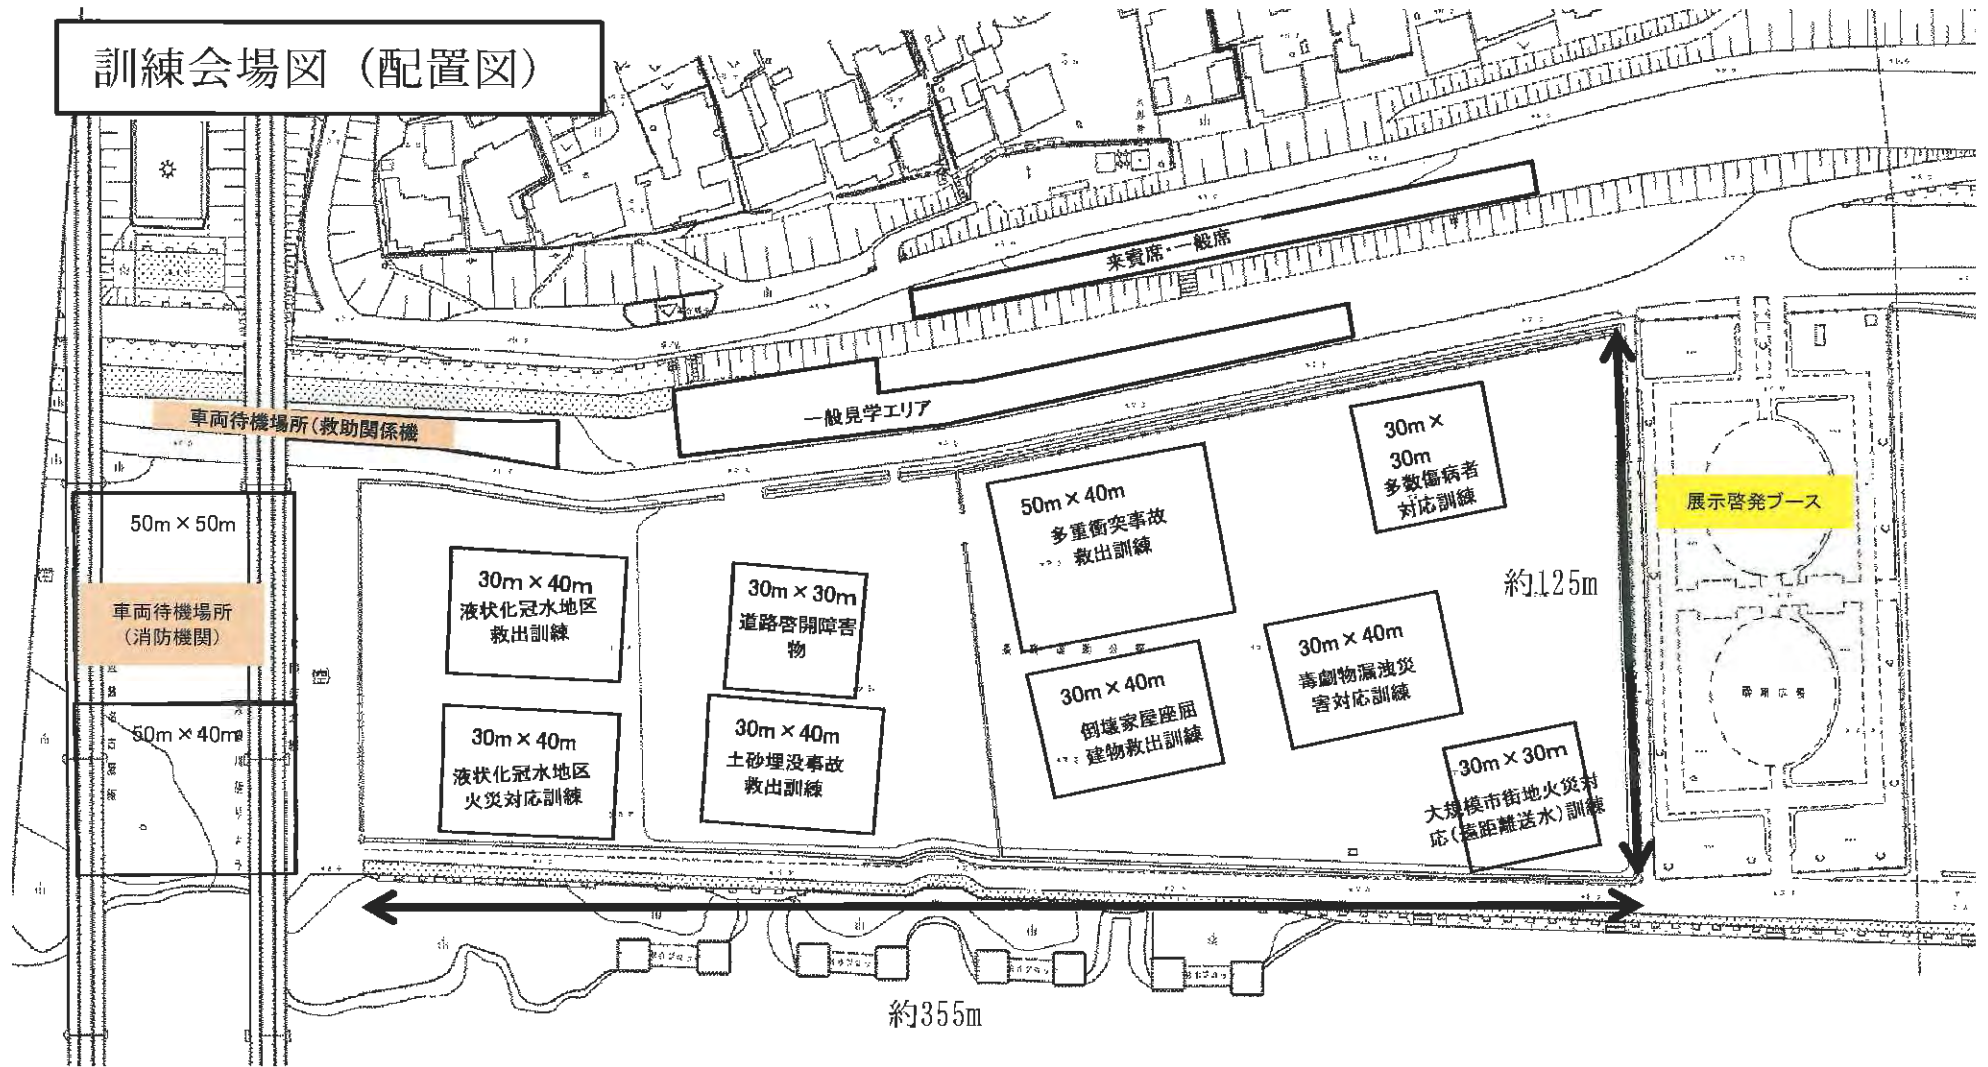 訓練会場図（配置図）
来賓席・一般席
一般見学エリア
車両待機場所（救助関係機
50m×50m
車両待機場所
（消防機関）
50m×40m
30m×40m
液状化冠水地区
救出訓練
30m×40m
液状化冠水地区
火災対応訓練
30m×30m
道路啓開障害
物
30m×40m
土砂埋没事故
救出訓練
50m×40m
多重衝突事故
救出訓練
30m×40m
倒壊家屋座屈
建物救出訓練
30m×
30m
多数傷病者
対応訓練
30m×40m
毒劇物漏洩災
害対応訓練
30m×30m
大規模市街地火災対
応（遠距離送水）訓練
約125m
展示啓発ブース
約355m